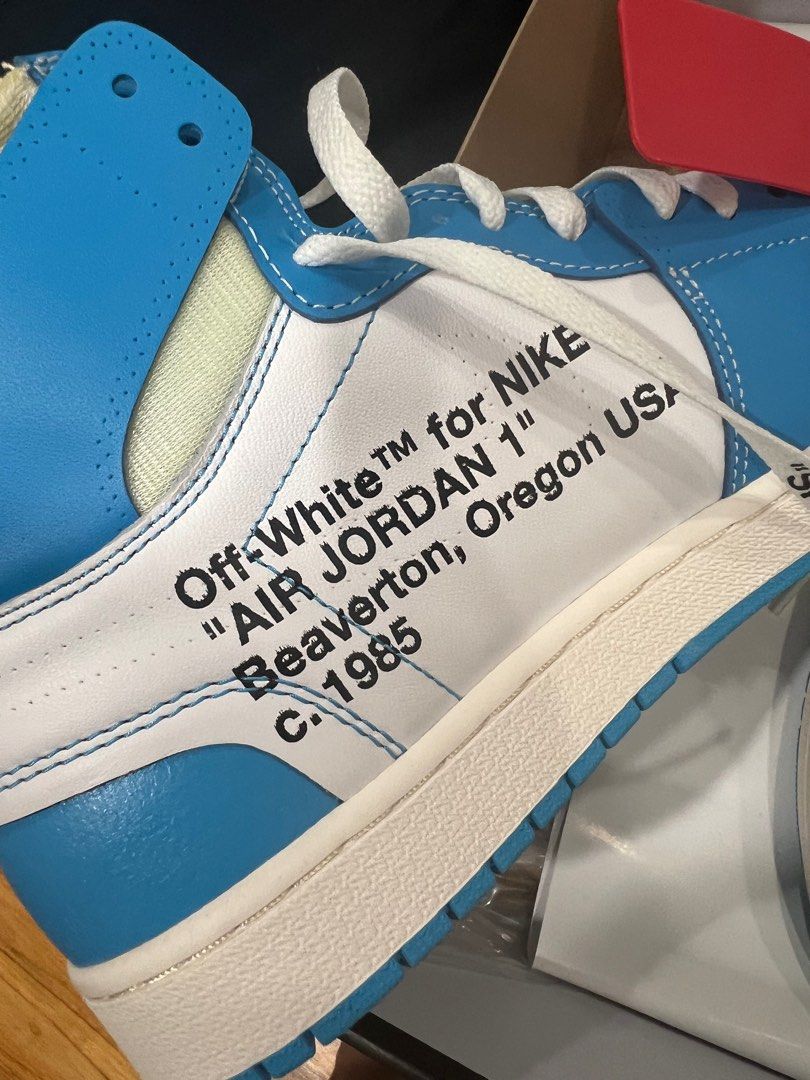 Off-White™ for NIKE
"AIR JORDAN 1"
Beaverton, Oregon USA
c. 1985